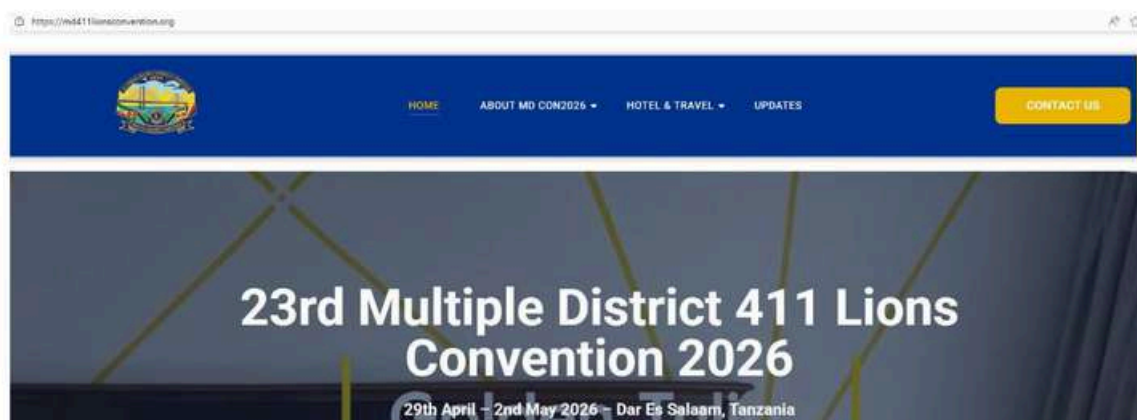 https://md411lionsconvention.org
HOME ABOUT MD CON2026 HOTEL & TRAVEL UPDATES CONTACT US
23rd Multiple District 411 Lions
Convention 2026
29th April – 2nd May 2026 – Dar Es Salaam, Tanzania